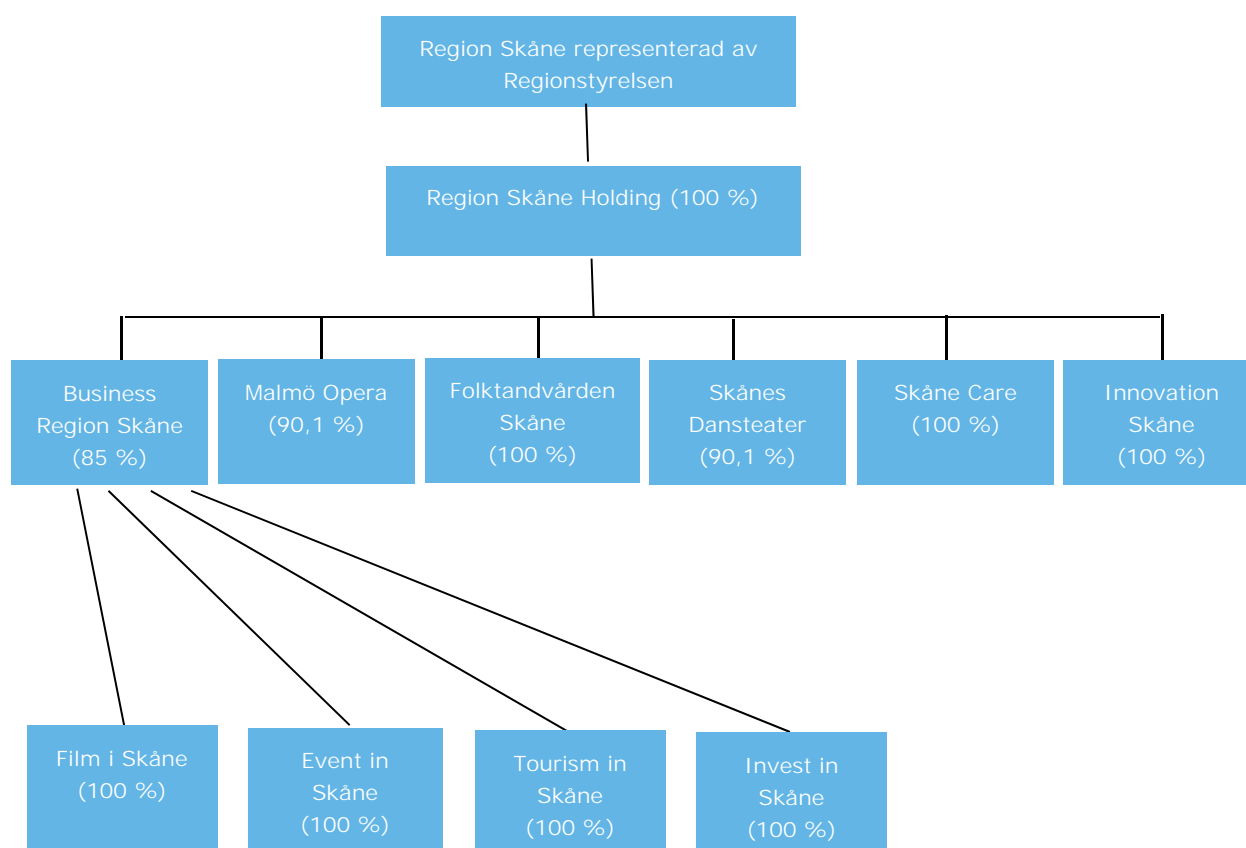 Region Skåne representerad av
Regionstyrelsen
Region Skåne Holding (100 %)
Business
Region Skåne
(85 %)
Malmö Opera
(90,1 %)
Folktandvården
Skåne
(100 %)
Skånes
Dansteater
(90,1 %)
Skåne Care
(100 %)
Innovation
Skåne
(100 %)
Film i Skåne
(100 %)
Event in
Skåne
(100 %)
Tourism in
Skåne
(100 %)
Invest in
Skåne
(100 %)